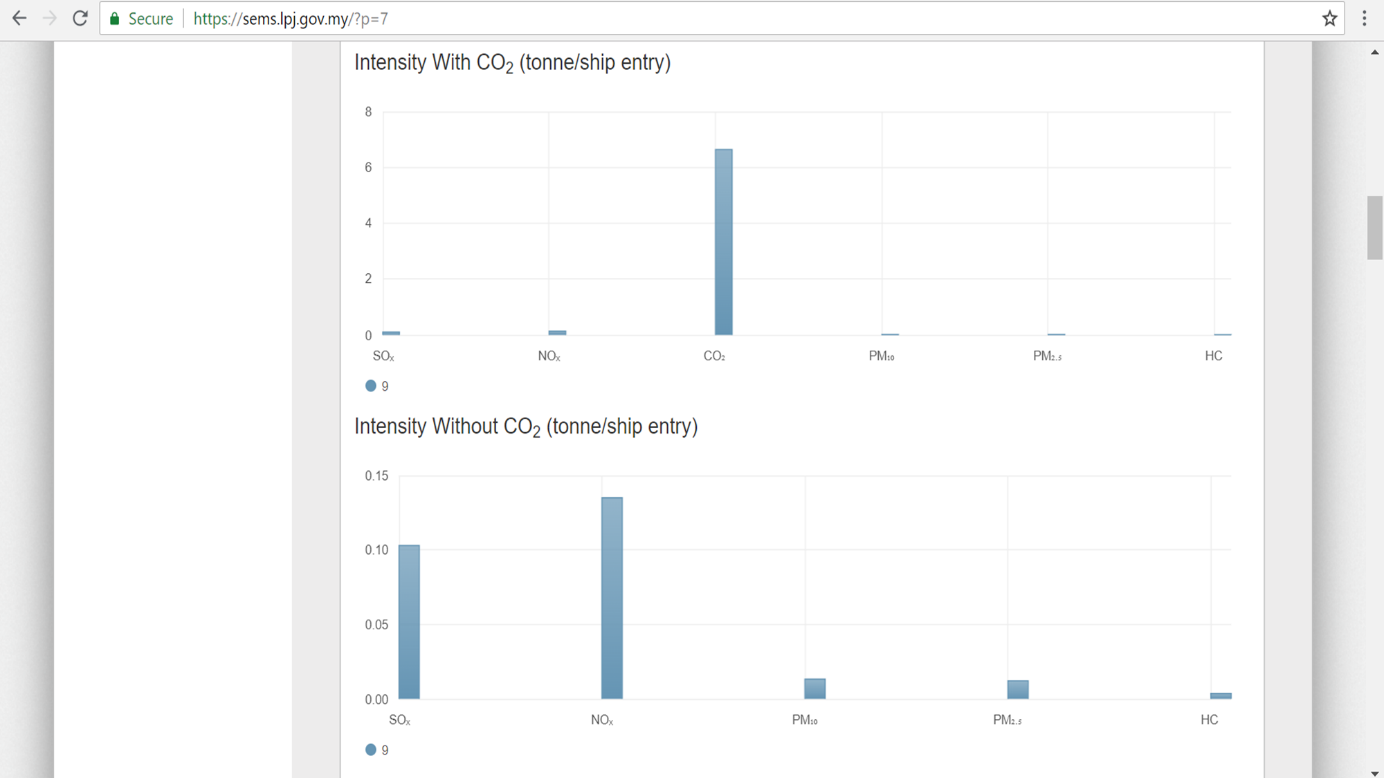 Secure https://sems.lpj.gov.my/?p=7
Intensity With CO₂ (tonne/ship entry)
8
6
4
2
0
SOₓ NOₓ CO₂ PM₁₀ PM₂.₅ HC
9
Intensity Without CO₂ (tonne/ship entry)
0.15
0.10
0.05
0.00
SOₓ NOₓ PM₁₀ PM₂.₅ HC
9